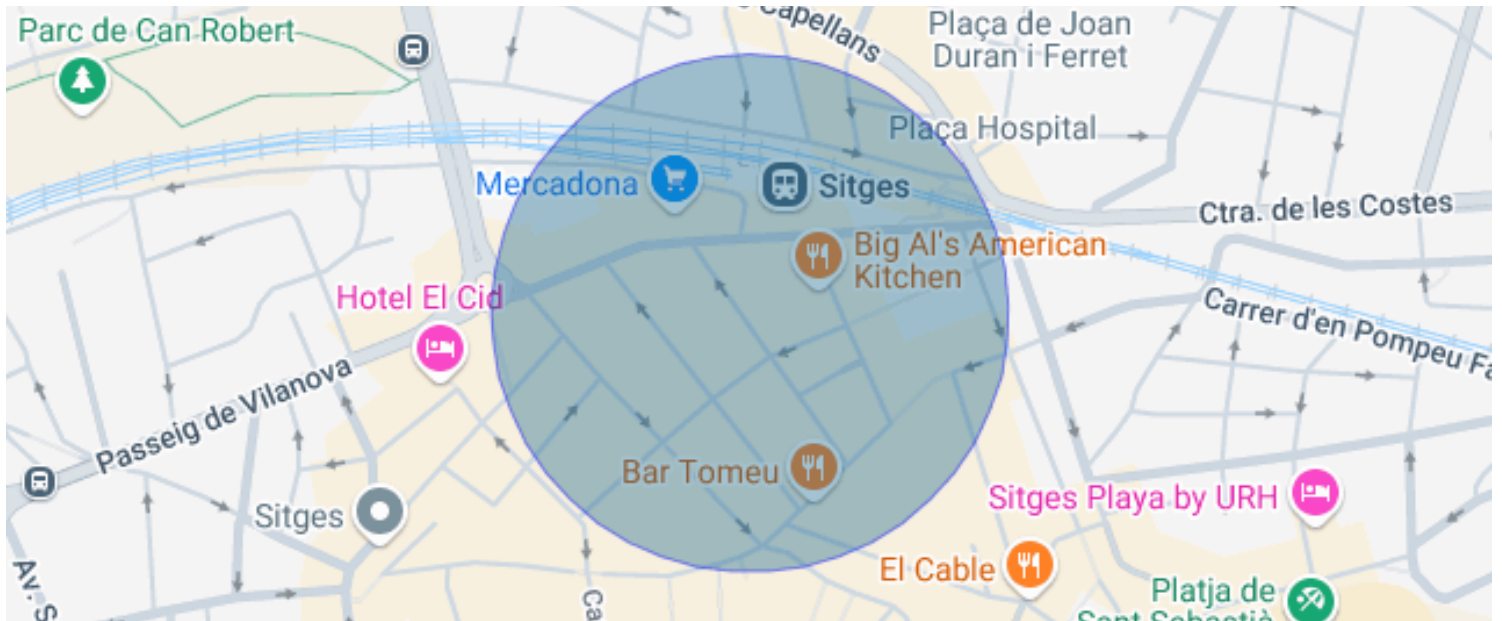 Capellans
Parc de Can Robert
Plaça de Joan
Duran i Ferret
Plaça Hospital
Mercadona
Sitges
Ctra. de les Costes
Big Al's American
Kitchen
Hotel El Cid
Carrer d'en Pompeu Fa
Passeig de Vilanova
Bar Tomeu
Sitges Playa by URH
Sitges
El Cable
Av. S
Ca
Platja de
Sant Sebastià